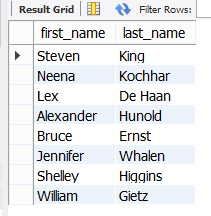 Result Grid Filter Rows:
first_name last_name
Steven King
Neena Kochhar
Lex De Haan
Alexander Hunold
Bruce Ernst
Jennifer Whalen
Shelley Higgins
William Gietz